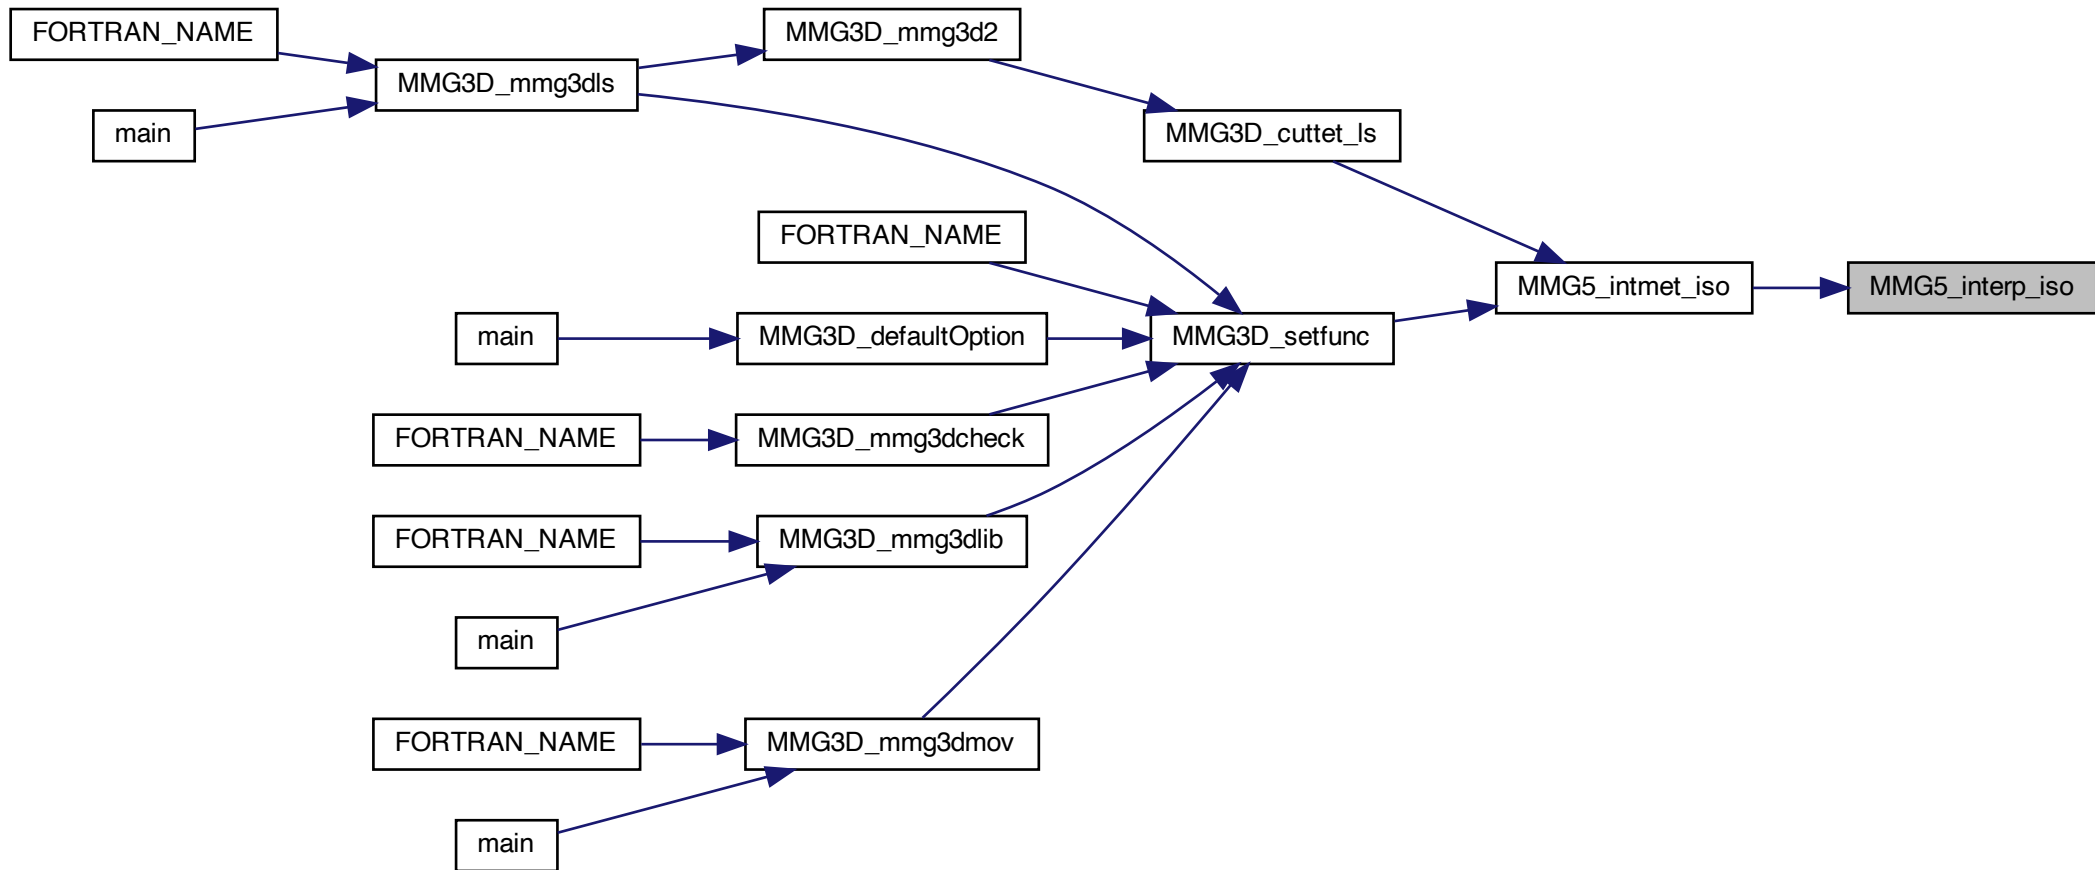 FORTRAN_NAME
MMG3D_mmg3d2
MMG3D_mmg3dls
main
MMG3D_cuttet_ls
FORTRAN_NAME
MMG5_intmet_iso
MMG5_interp_iso
main
MMG3D_defaultOption
MMG3D_setfunc
FORTRAN_NAME
MMG3D_mmg3dcheck
FORTRAN_NAME
MMG3D_mmg3dlib
main
FORTRAN_NAME
MMG3D_mmg3dmov
main